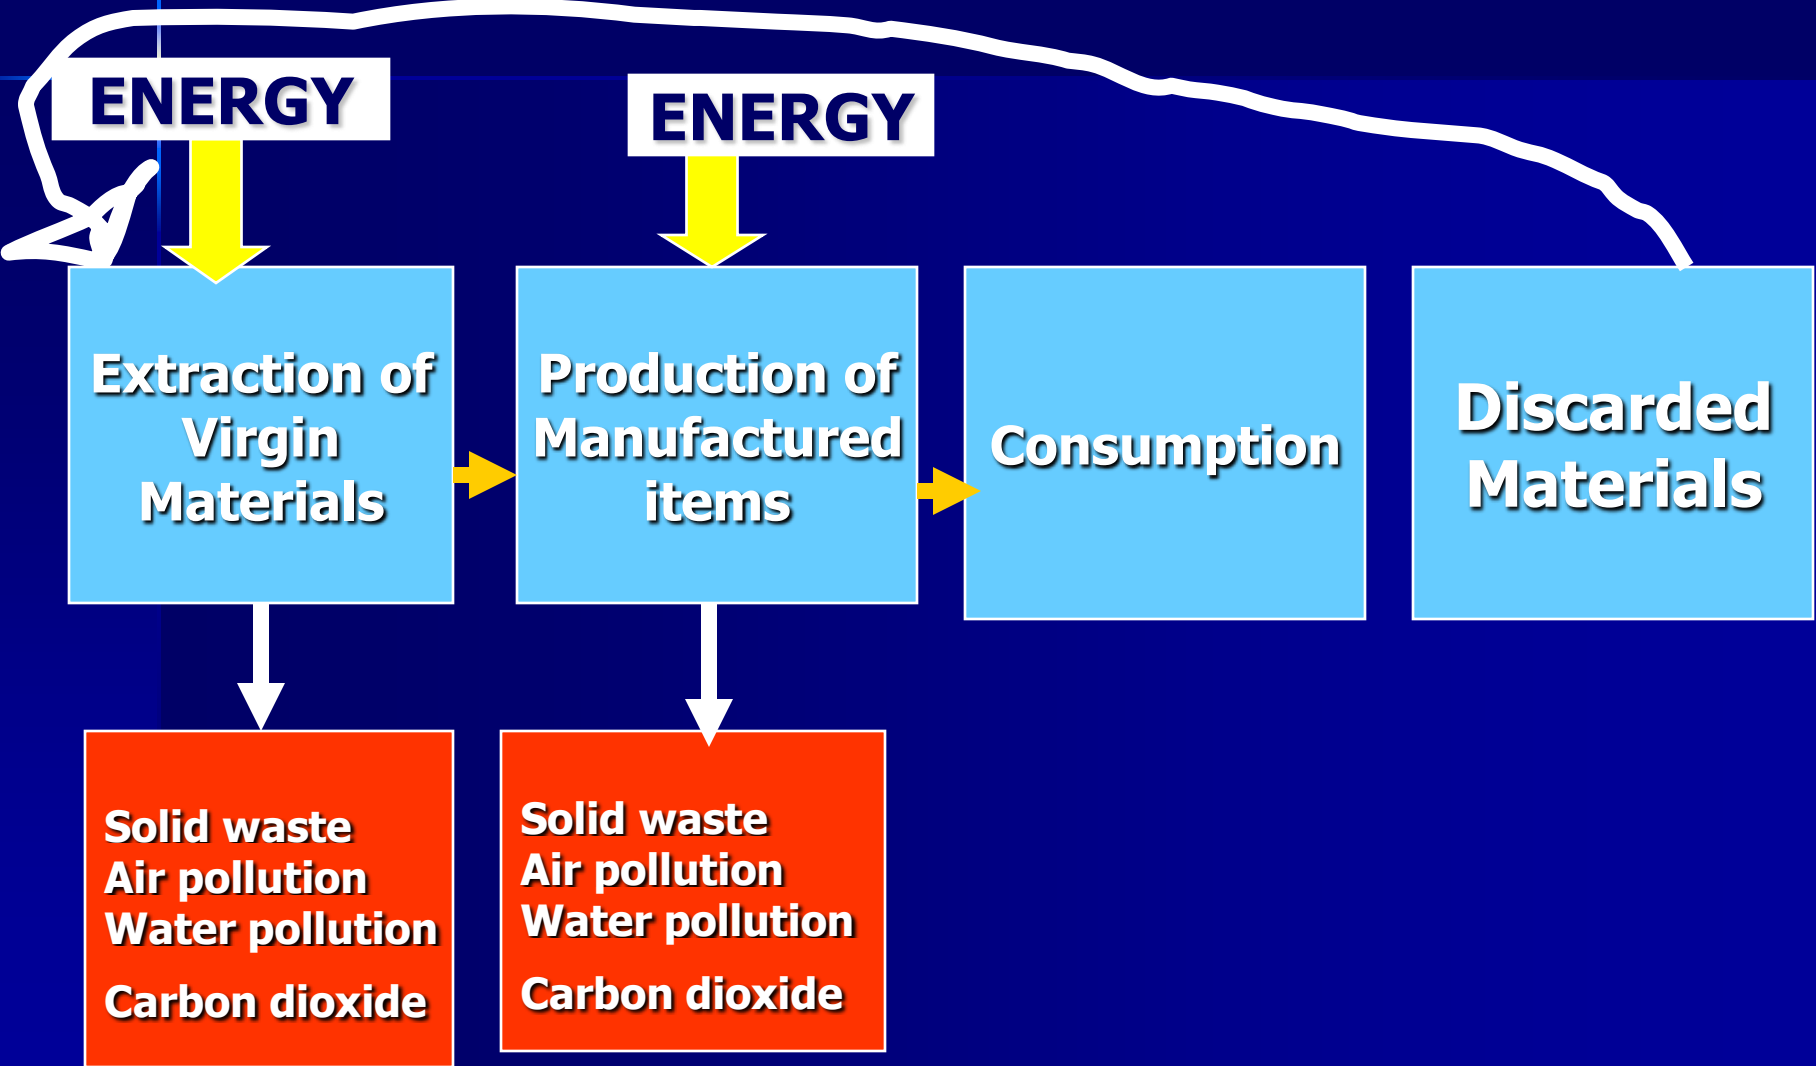 ENERGY
ENERGY
Extraction of
Virgin
Materials
Production of
Manufactured
items
Consumption
Discarded
Materials
Solid waste
Air pollution
Water pollution
Carbon dioxide
Solid waste
Air pollution
Water pollution
Carbon dioxide